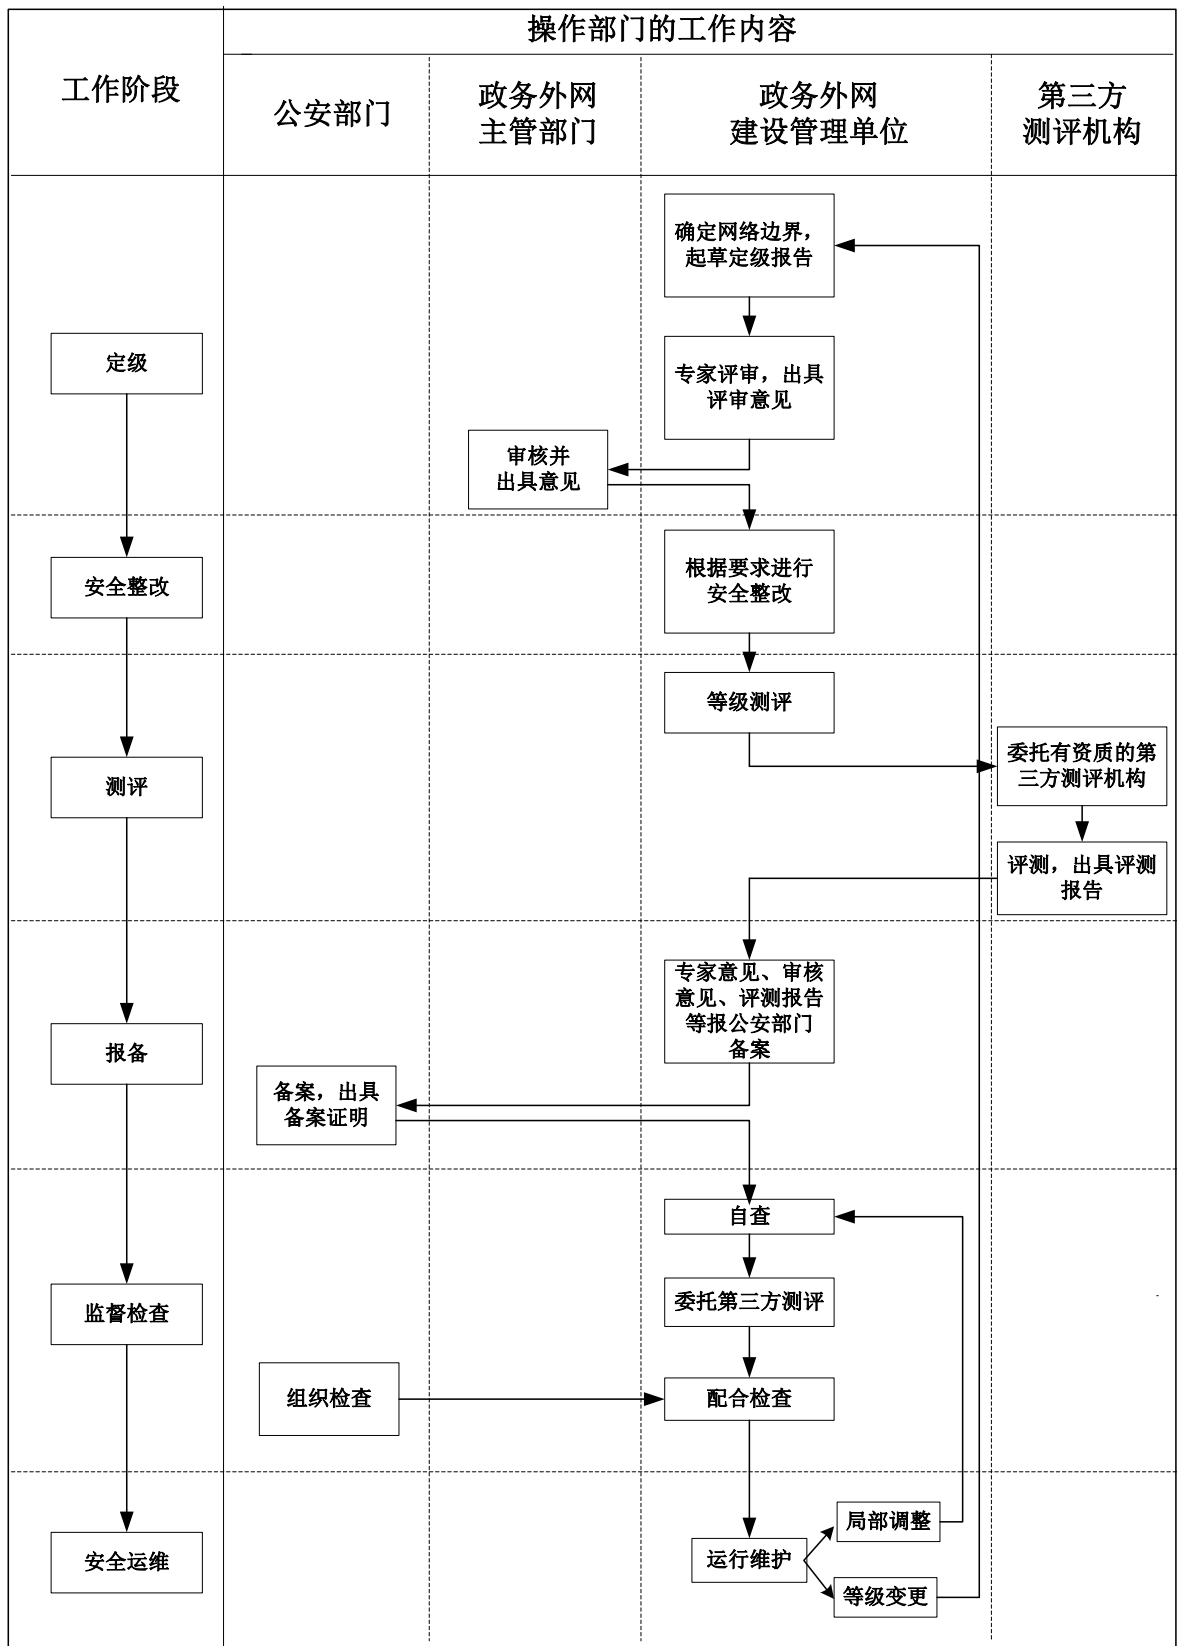 操作部门的工作内容
工作阶段
公安部门
政务外网
主管部门
政务外网
建设管理单位
第三方
测评机构
确定网络边界，
起草定级报告
定级
专家评审，出具
评审意见
审核并
出具意见
安全整改
根据要求进行
安全整改
等级测评
测评
委托有资质的第
三方测评机构
评测，出具评测
报告
专家意见、审核
意见、评测报告
等报公安部门
备案
报备
备案，出具
备案证明
自查
监督检查
委托第三方测评
组织检查
配合检查
安全运维
运行维护
局部调整
等级变更